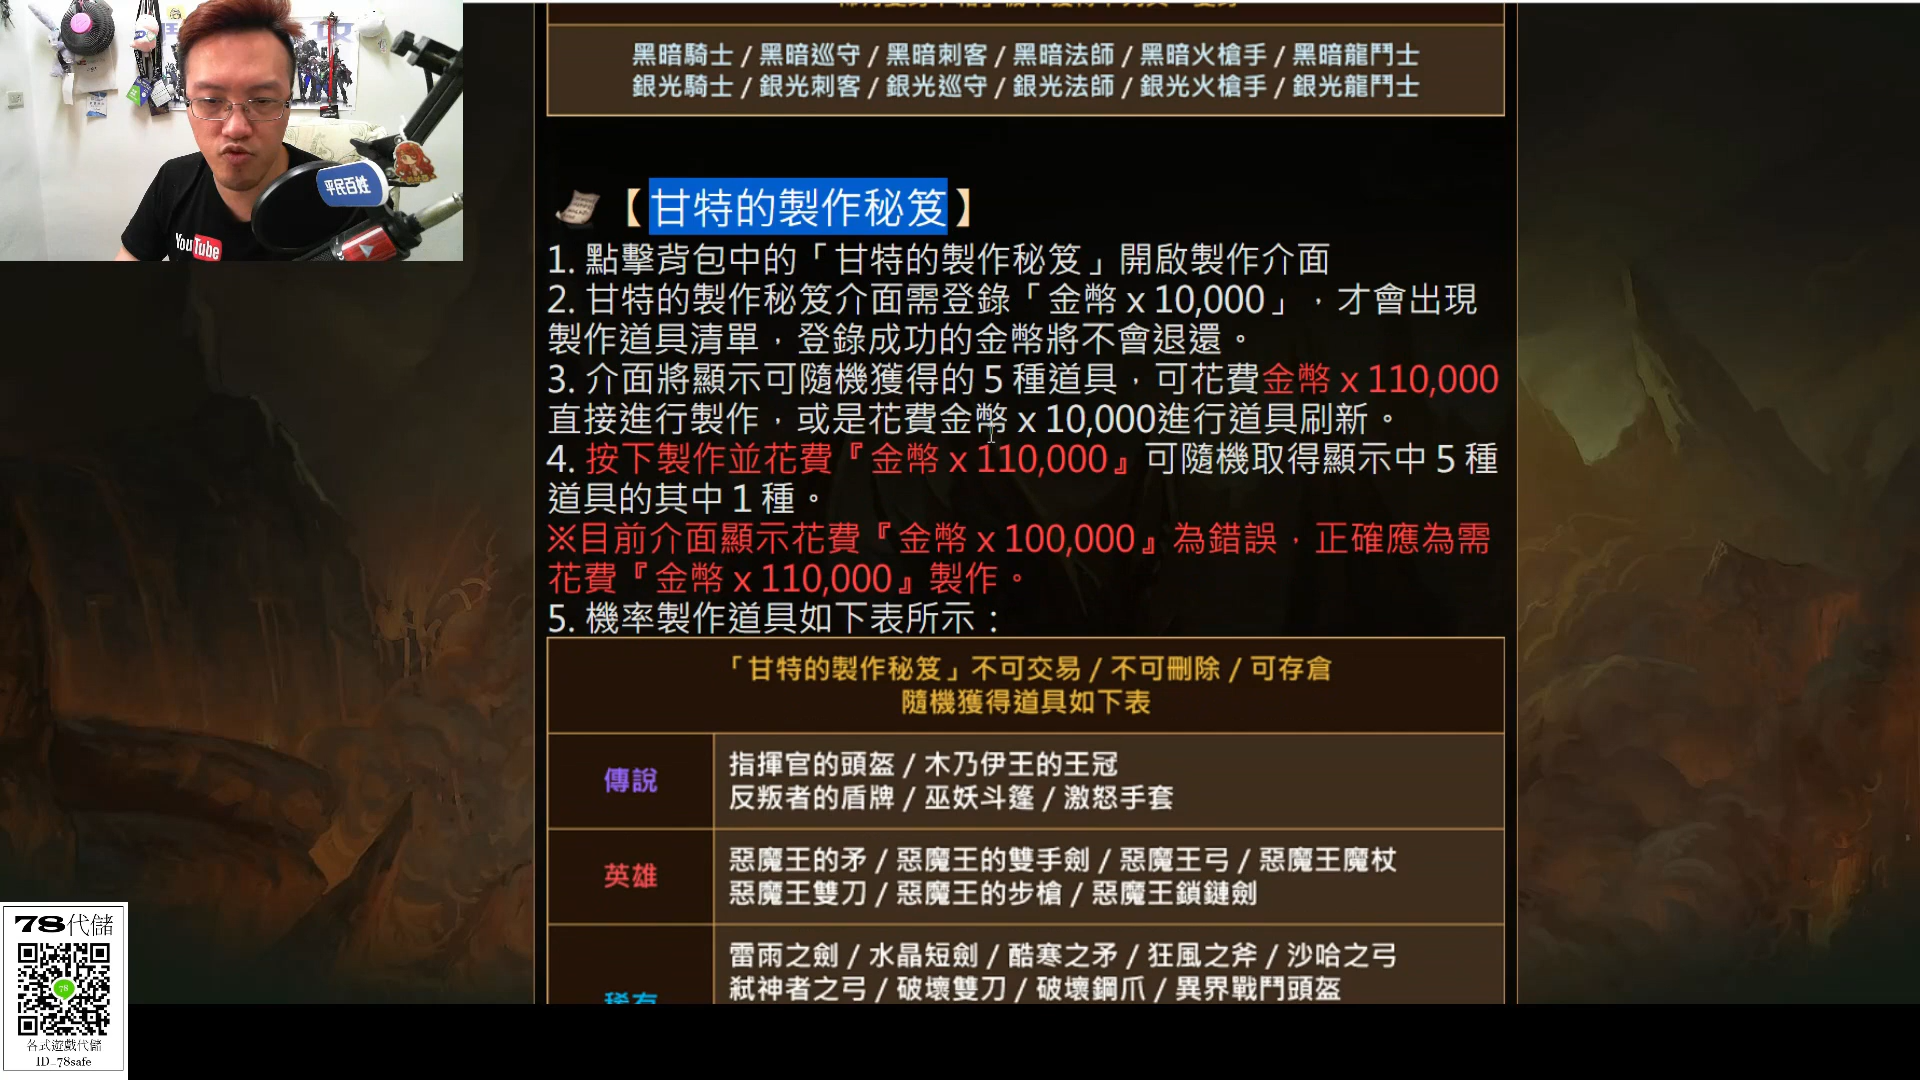 黑暗騎士 / 黑暗巡守 / 黑暗刺客 / 黑暗法師 / 黑暗火槍手 / 黑暗龍鬥士
銀光騎士 / 銀光刺客 / 銀光巡守 / 銀光法師 / 銀光火槍手 / 銀光龍鬥士
平民百姓
YouTube
【甘特的製作秘笈】
1. 點擊背包中的「甘特的製作秘笈」開啟製作介面
2. 甘特的製作秘笈介面需登錄「金幣 x 10,000」，才會出現
製作道具清單，登錄成功的金幣將不會退還。
3. 介面將顯示可隨機獲得的 5 種道具，可花費金幣 x 110,000
直接進行製作，或是花費金幣 x 10,000進行道具刷新。
4. 按下製作並花費『金幣 x 110,000』可隨機取得顯示中 5 種
道具的其中 1 種。
※目前介面顯示花費『金幣 x 100,000』為錯誤，正確應為需
花費『金幣 x 110,000』製作。
5. 機率製作道具如下表所示：
「甘特的製作秘笈」不可交易 / 不可刪除 / 可存倉
隨機獲得道具如下表
傳說
指揮官的頭盔 / 木乃伊王的王冠
反叛者的盾牌 / 巫妖斗篷 / 激怒手套
英雄
惡魔王的矛 / 惡魔王的雙手劍 / 惡魔王弓 / 惡魔王魔杖
惡魔王雙刀 / 惡魔王的步槍 / 惡魔王鎖鏈劍
稀有
雷雨之劍 / 水晶短劍 / 酷寒之矛 / 狂風之斧 / 沙哈之弓
弒神者之弓 / 破壞雙刀 / 破壞鋼爪 / 異界戰鬥頭盔
78代儲
78
各式遊戲代儲
ID_78safe